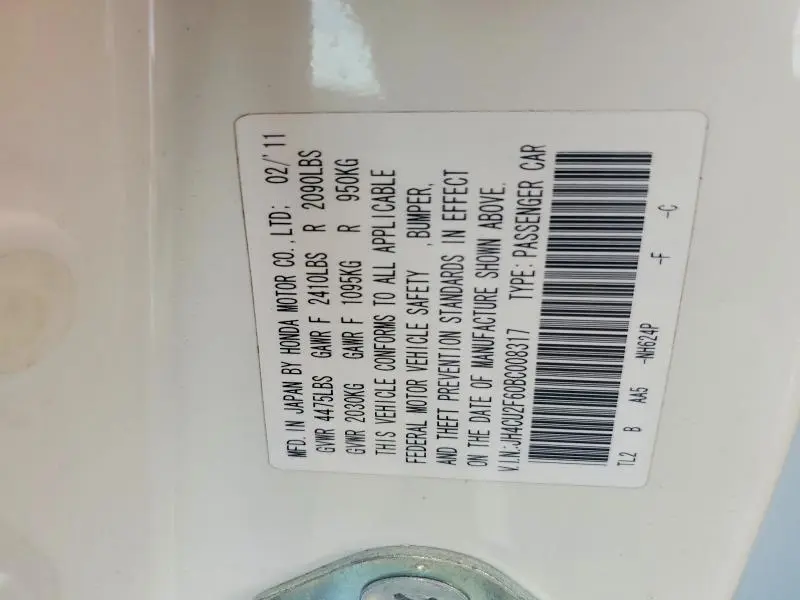 MFD. IN JAPAN BY HONDA MOTOR CO., LTD; 02/'11
GVWR 4475LBS GAWR F 2410LBS R 2090LBS
GVWR 2030KG GAWR F 1095KG R 950KG
THIS VEHICLE CONFORMS TO ALL APPLICABLE
FEDERAL MOTOR VEHICLE SAFETY ,BUMPER,
AND THEFT PREVENTION STANDARDS IN EFFECT
ON THE DATE OF MANUFACTURE SHOWN ABOVE.
V.I.N:JH4CU2F60BC008317 TYPE:PASSENGER CAR
TL2 B AA5 -NH624P -F -C